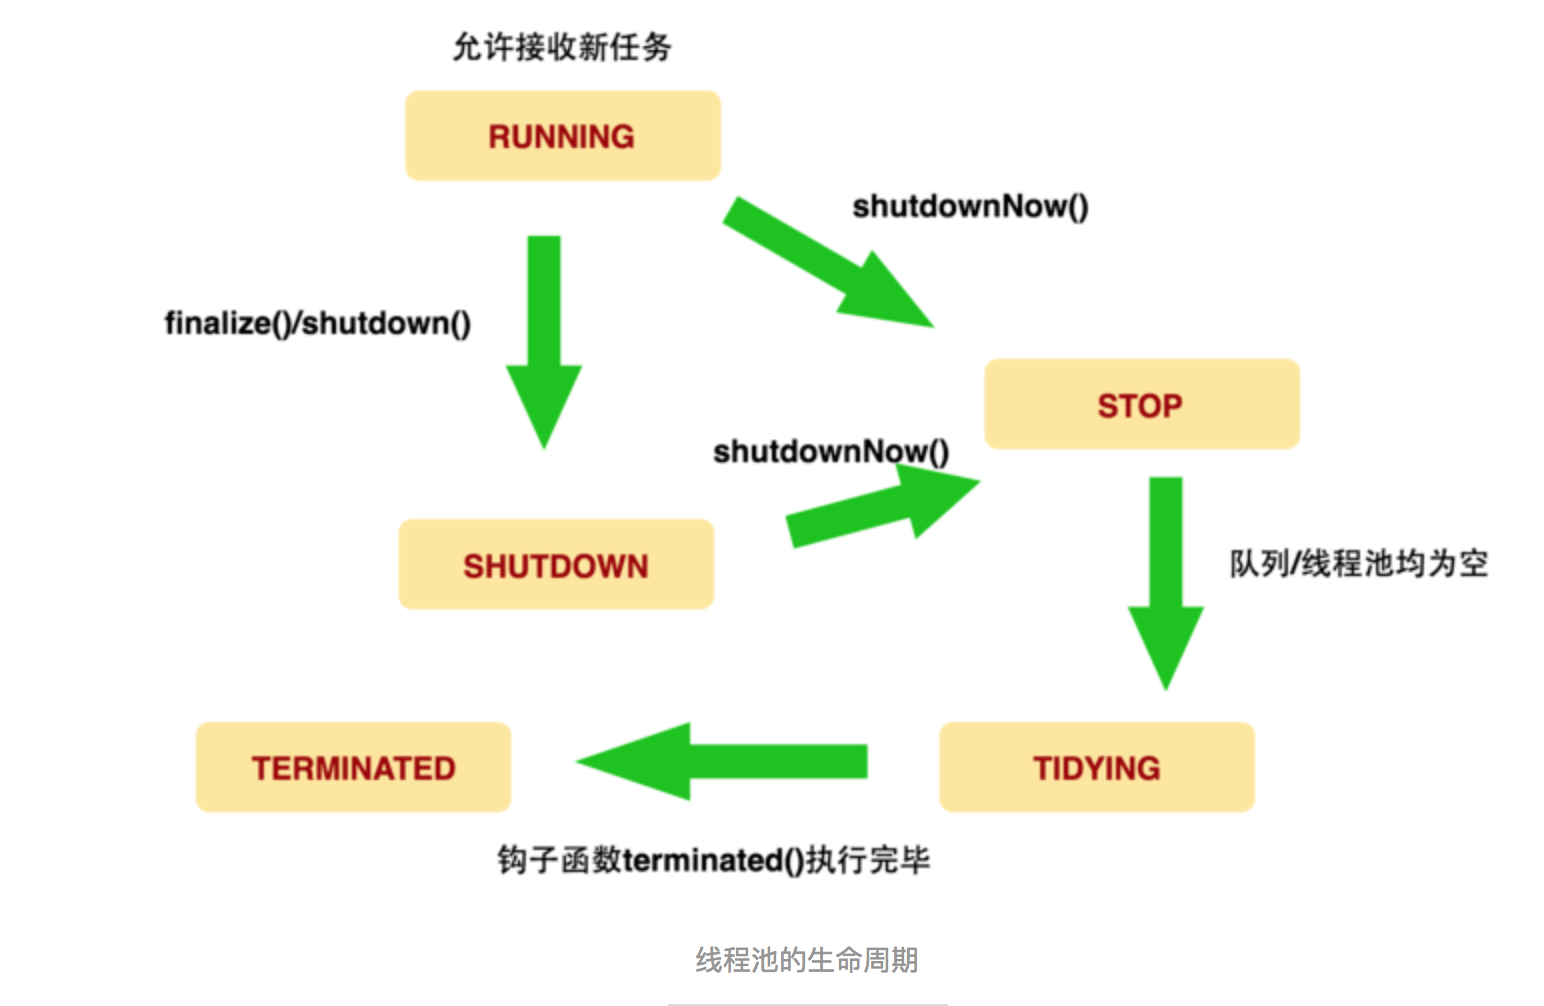 允许接收新任务
RUNNING
shutdownNow()
finalize()/shutdown()
STOP
shutdownNow()
SHUTDOWN
队列/线程池均为空
TERMINATED
TIDYING
钩子函数terminated()执行完毕
线程池的生命周期